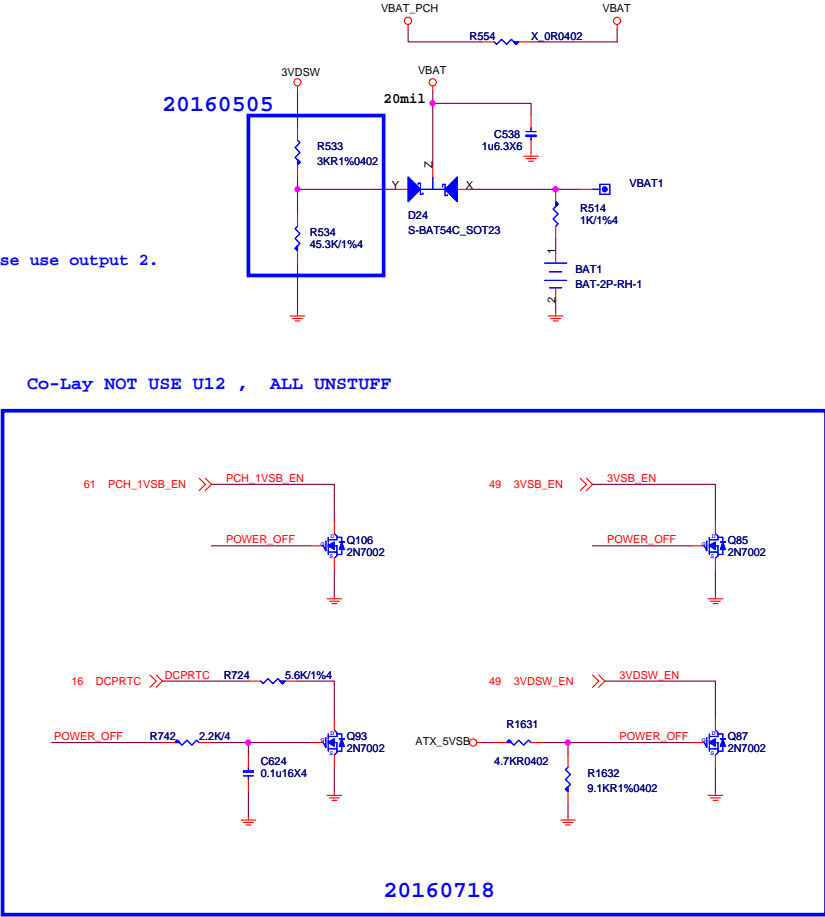 VBAT_PCH VBAT
R554 X_0R0402
3VDSW VBAT
20160505 20mil
C538
1u6.3X6
R533
3KR1%0402
Z
Y X VBAT1
D24
S-BAT54C_SOT23
R514
1K/1%4
R534
45.3K/1%4
1
se use output 2.
BAT1
BAT-2P-RH-1
2
Co-Lay NOT USE U12 , ALL UNSTUFF
61 PCH_1VSB_EN PCH_1VSB_EN 49 3VSB_EN 3VSB_EN
POWER_OFF Q106 POWER_OFF Q85
2N7002 2N7002
16 DCPRTC DCPRTC R724 5.6K/1%4 49 3VDSW_EN 3VDSW_EN
R1631
POWER_OFF R742 2.2K/4 Q93 ATX_5VSB POWER_OFF Q87
2N7002 2N7002
C624 4.7KR0402
0.1u16X4 R1632
9.1KR1%0402
20160718